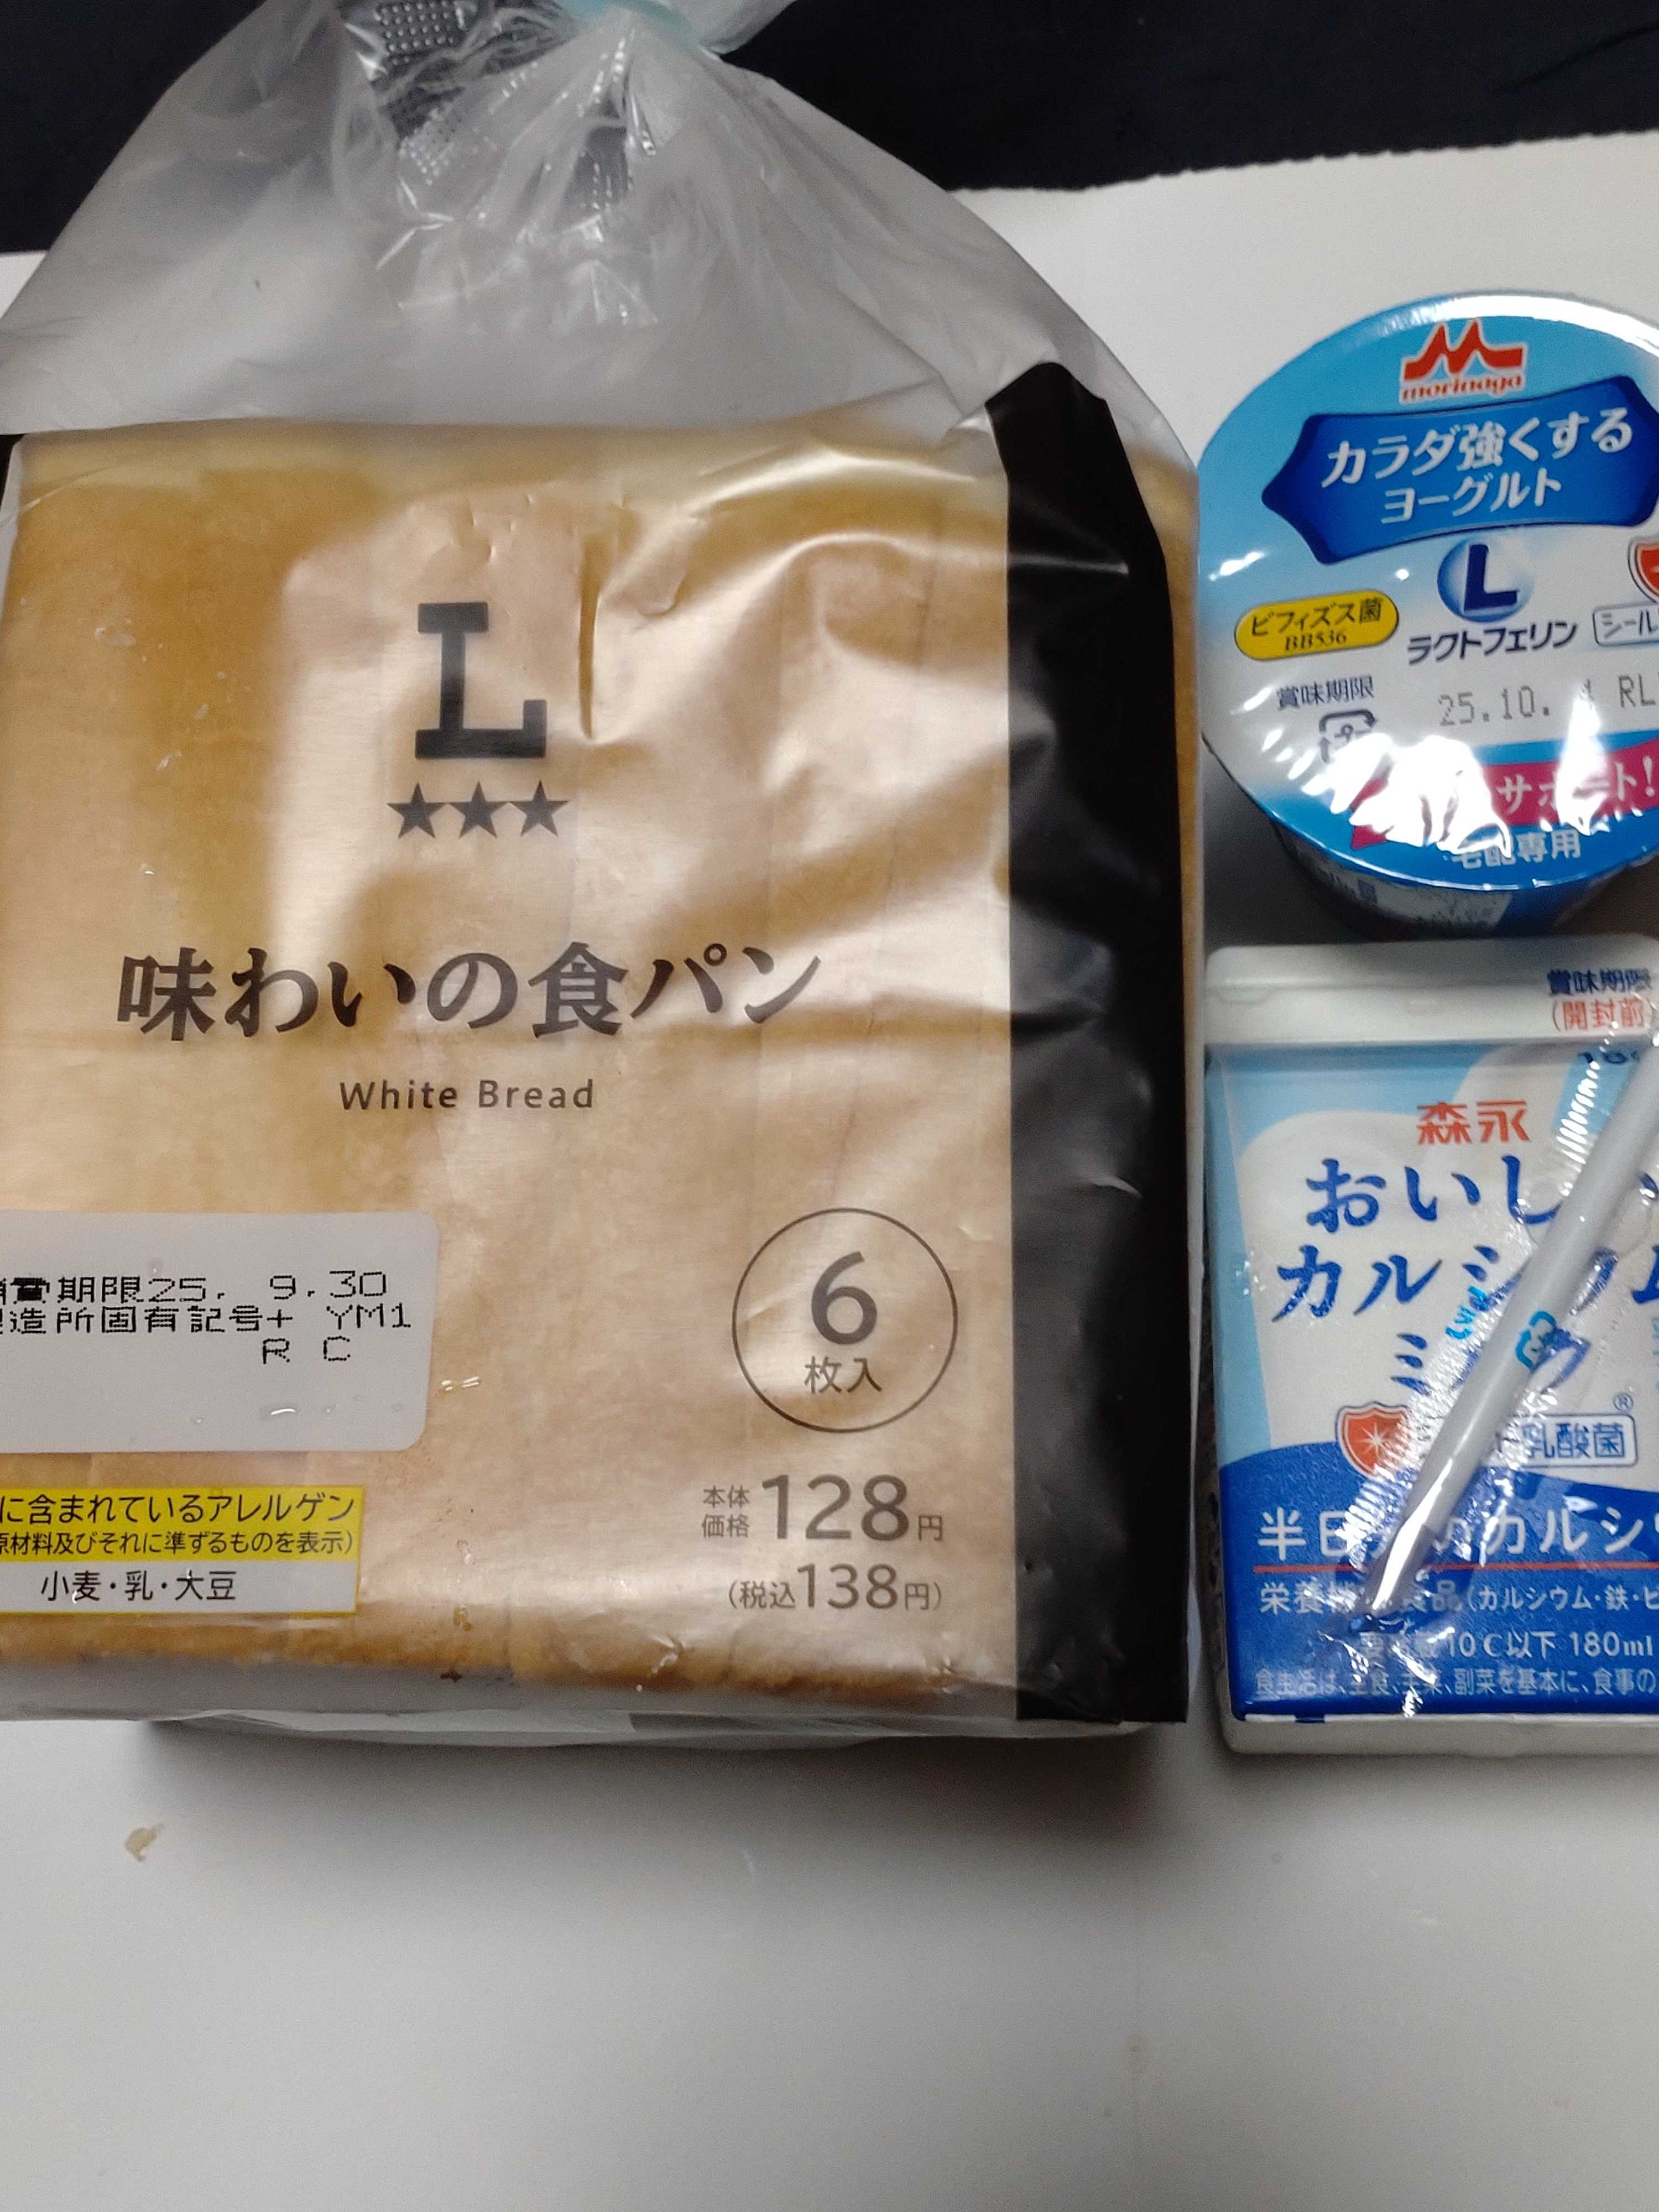 L
★★★
味わいの食パン
White Bread
6
枚入
消費期限25. 9.30
造所固有記号+ YM1
R C
に含まれているアレルゲン
原材料及びそれに準ずるものを表示)
小麦・乳・大豆
本体価格128円
(税込138円)
morinaga
カラダ強くする
ヨーグルト
L
ビフィズス菌
BB536
ラクトフェリン
シール
賞味期限
25.10.
サポート!
宅配専用
賞味期限
(開封前
森永
おいし
カル
ミ
乳酸菌
®
半日
カルシ
栄養
食品(カルシウム・鉄・ビ
10℃以下 180ml
食生活は、主食、主菜、副菜を基本に、食事の